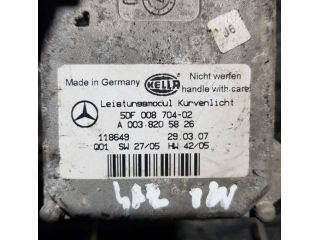 J6
Made in Germany HELLA Nicht werfen
handle with care
Leistungsmodul Kurvenlicht
5DF 008 704-02
A 003 820 58 26
118649 29.03.07
Q01 SW 27/05 HW 42/05